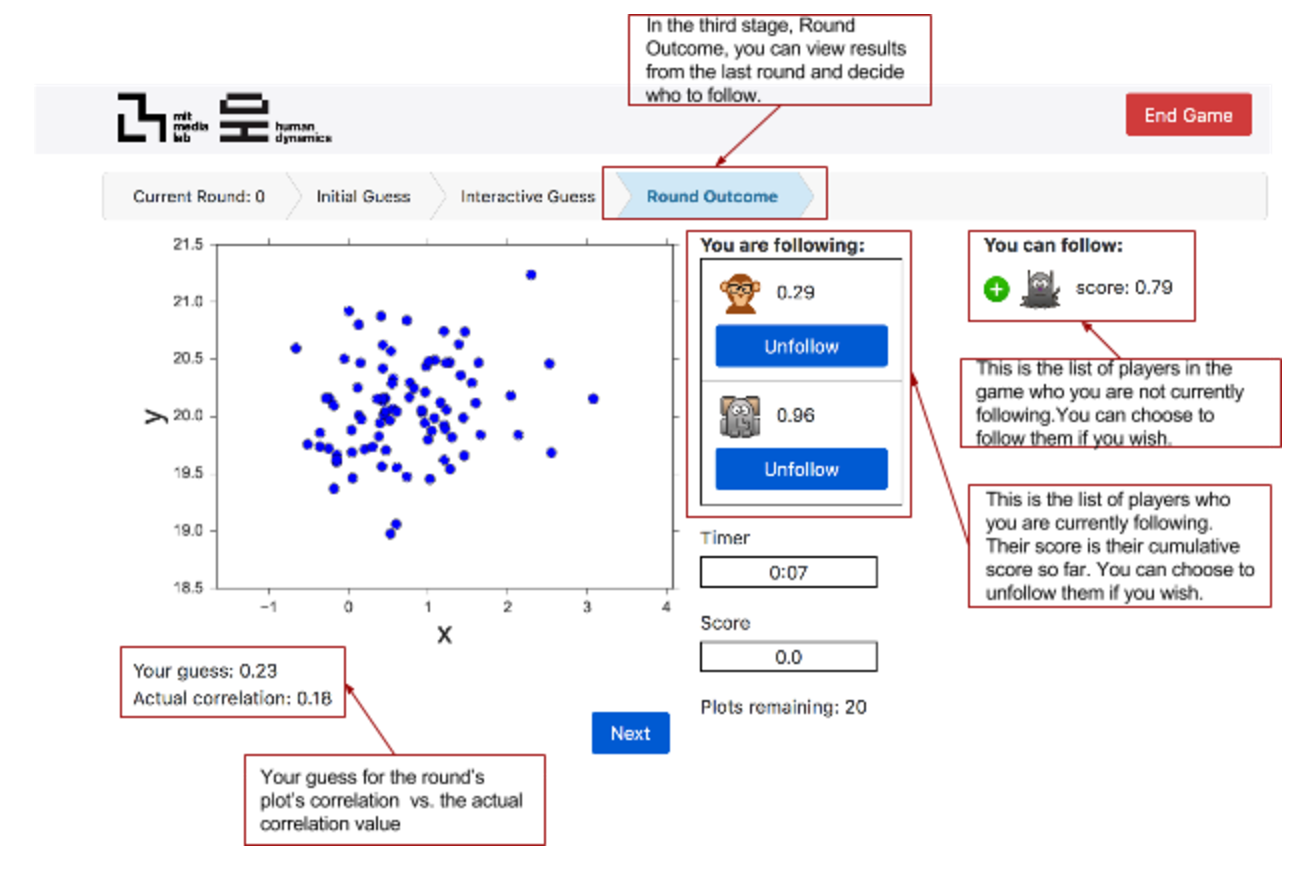 In the third stage, Round
Outcome, you can view results
from the last round and decide
who to follow.
mit
media
lab
human
dynamics
End Game
Current Round: 0
Initial Guess
Interactive Guess
Round Outcome
21.5
21.0
20.5
20.0
19.5
19.0
18.5
y
−1
0
1
2
3
4
x
You are following:
0.29
Unfollow
0.96
Unfollow
You can follow:
+
score: 0.79
This is the list of players in the
game who you are not currently
following.You can choose to
follow them if you wish.
This is the list of players who
you are currently following.
Their score is their cumulative
score so far. You can choose to
unfollow them if you wish.
Timer
0:07
Score
0.0
Plots remaining: 20
Your guess: 0.23
Actual correlation: 0.18
Next
Your guess for the round's
plot's correlation vs. the actual
correlation value